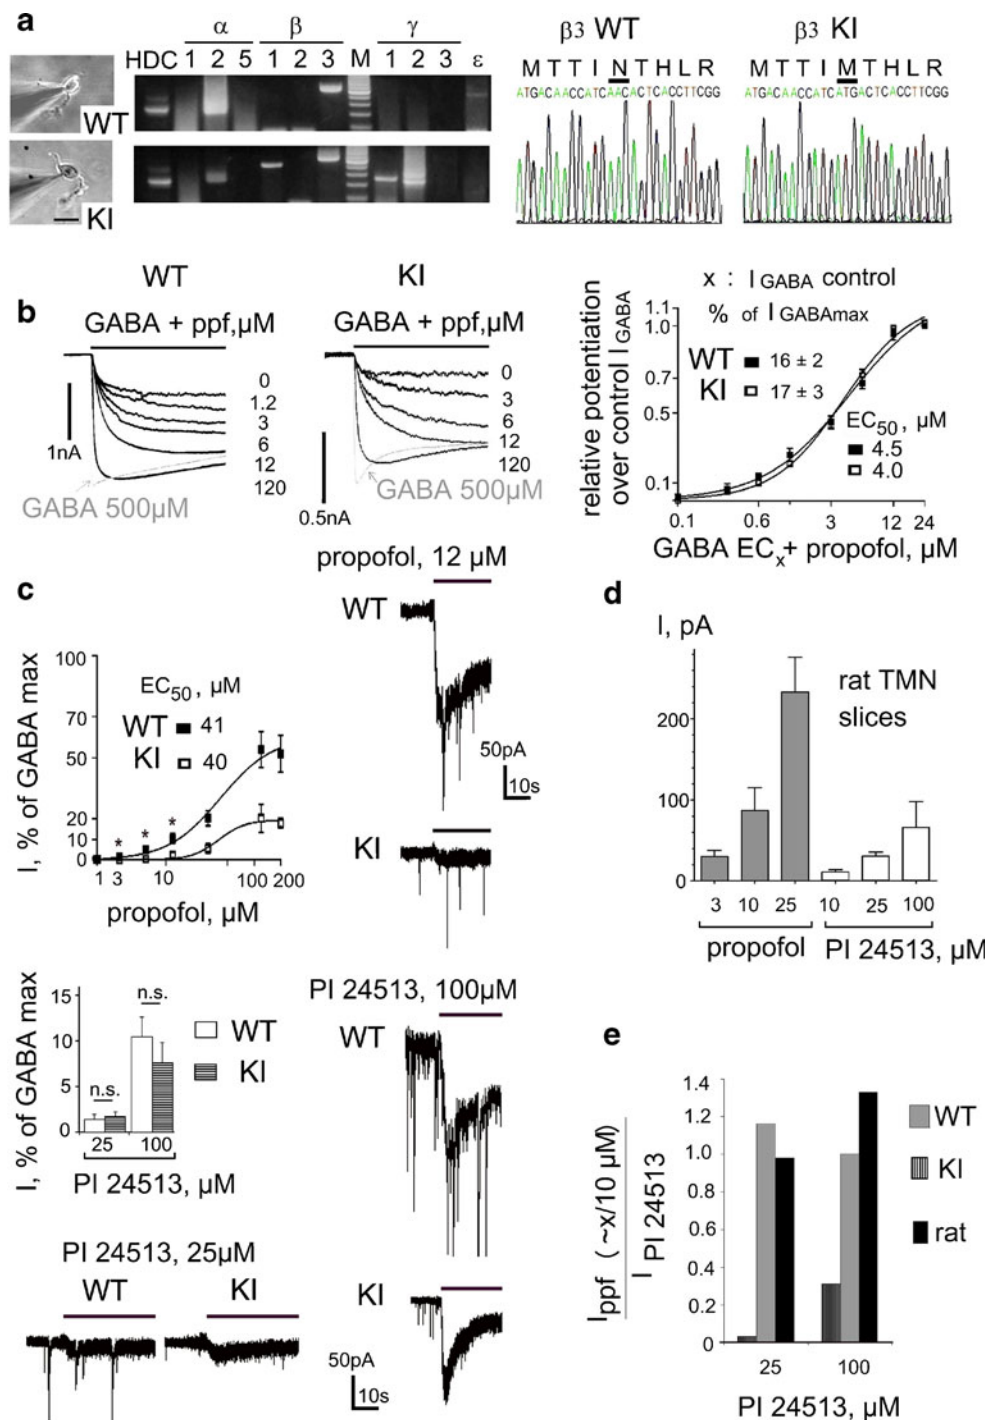 a
α β γ
HDC 1 2 5 1 2 3 M 1 2 3 ε
WT
KI
β3 WT
M T T I N T H L R
ATGACAACCATCAACACTCACCTTCGG
β3 KI
M T T I M T H L R
ATGACAACCATCATGACTCACCTTCGG
b
WT
GABA + ppf,µM
0
1.2
3
6
12
120
1nA
GABA 500µM
KI
GABA + ppf,µM
0
3
6
12
120
0.5nA
GABA 500µM
x : I GABA control
% of I GABAmax
WT 16 ± 2
KI 17 ± 3
EC50, µM
4.5
4.0
relative potentiation
over control IGABA
1.1
1.0
0.7
0.5
0.1
0.1 0.6 3 12 24
GABA ECx+ propofol, µM
c
I, % of GABA max
100
70
50
20
10
0
EC50, µM
WT 41
KI 40
* * *
1 3 10 100 200
propofol, µM
propofol, 12 µM
WT
50pA
10s
KI
I, % of GABA max
15
10
5
0
n.s.
n.s.
WT
KI
25 100
PI 24513, µM
PI 24513, 25µM
WT KI
PI 24513, 100µM
WT
KI
50pA
10s
d
I, pA
rat TMN
slices
200
100
0
3 10 25 10 25 100
propofol PI 24513, µM
e
Ippf (~x/10 µM)
I PI 24513
1.4
1.2
1.0
0.8
0.6
0.4
0.2
0
WT
KI
rat
25 100
PI 24513, µM